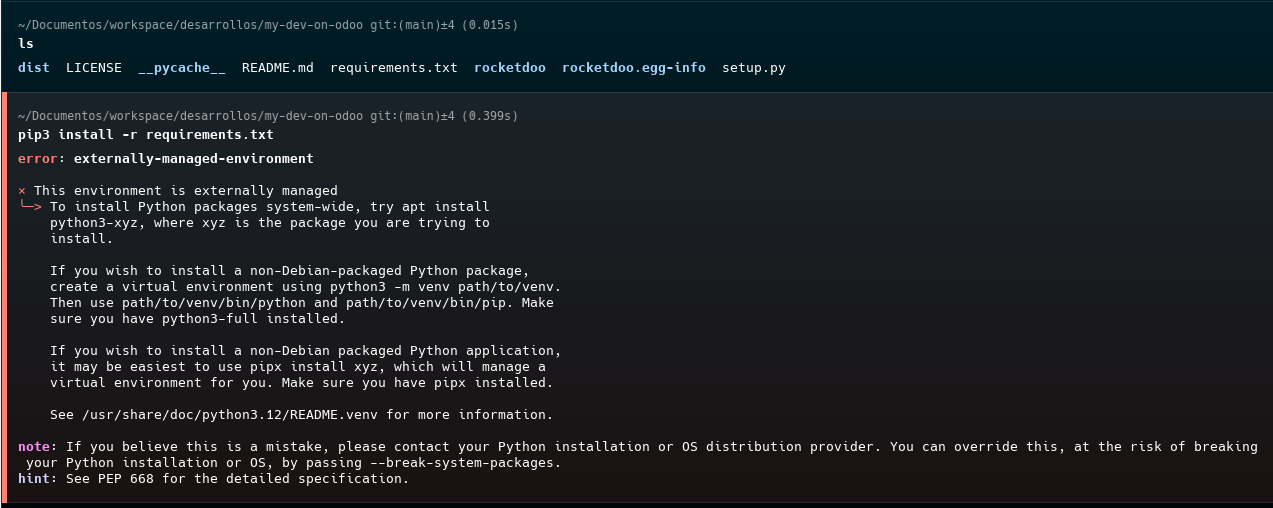 ~/Documentos/workspace/desarrollos/my-dev-on-odoo git:(main)±4 (0.015s)
ls
dist  LICENSE  __pycache__  README.md  requirements.txt  rocketdoo  rocketdoo.egg-info  setup.py
~/Documentos/workspace/desarrollos/my-dev-on-odoo git:(main)±4 (0.399s)
pip3 install -r requirements.txt
error: externally-managed-environment
× This environment is externally managed
╰─> To install Python packages system-wide, try apt install
python3-xyz, where xyz is the package you are trying to
install.
If you wish to install a non-Debian-packaged Python package,
create a virtual environment using python3 -m venv path/to/venv.
Then use path/to/venv/bin/python and path/to/venv/bin/pip. Make
sure you have python3-full installed.
If you wish to install a non-Debian packaged Python application,
it may be easiest to use pipx install xyz, which will manage a
virtual environment for you. Make sure you have pipx installed.
See /usr/share/doc/python3.12/README.venv for more information.
note: If you believe this is a mistake, please contact your Python installation or OS distribution provider. You can override this, at the risk of breaking
your Python installation or OS, by passing --break-system-packages.
hint: See PEP 668 for the detailed specification.